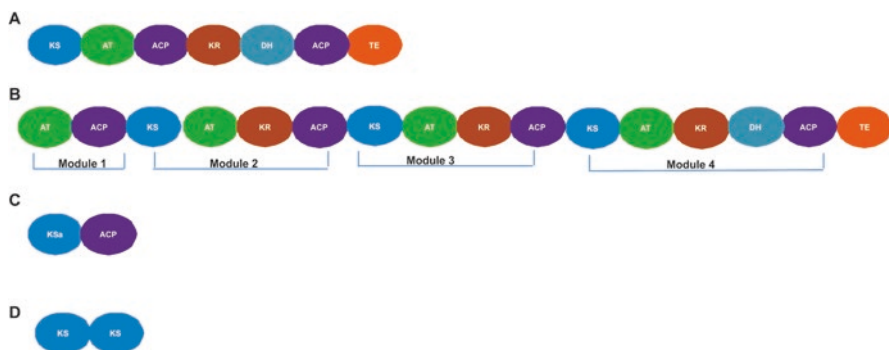 A
KS AT ACP KR DH ACP TE
B
AT ACP KS AT KR ACP KS AT KR ACP KS AT KR DH ACP TE
Module 1 Module 2 Module 3 Module 4
C
KSa ACP
D
KS KS